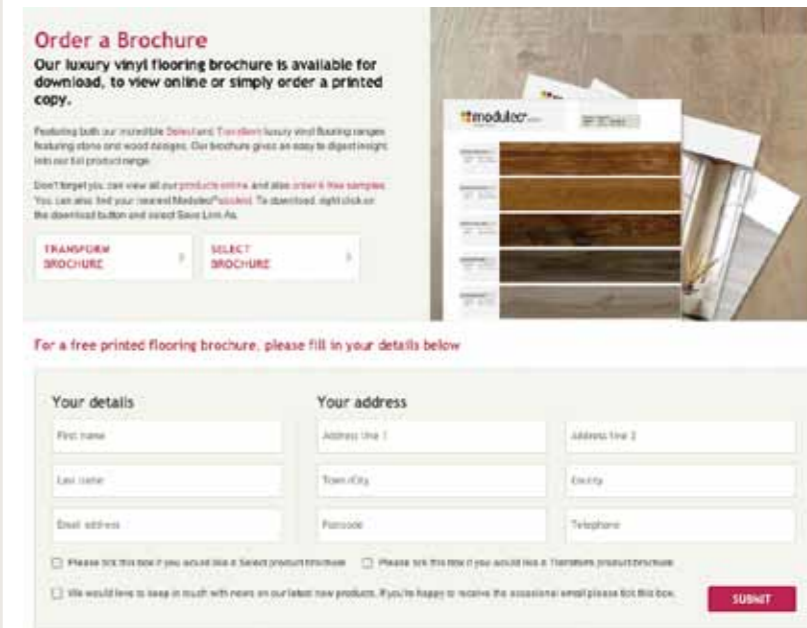 Order a Brochure
Our luxury vinyl flooring brochure is available for
download, to view online or simply order a printed
copy.
Featuring both our incredible Select and Transform luxury vinyl flooring ranges
featuring stone and wood designs. Our brochure gives an easy to digest insight
into our full product range.
Don't forget you can view all our products online and also order 6 free samples.
You can also find your nearest Moduleo® stockist. To download, right click on
the download button and select Save Link As.
TRANSFORM
BROCHURE
SELECT
BROCHURE
moduleo
For a free printed flooring brochure, please fill in your details below
Your details
Your address
First name
Address line 1
Address line 2
Last name
Town/City
County
Email address
Postcode
Telephone
Please tick this box if you would like a Select product brochure
Please tick this box if you would like a Transform product brochure
We would love to keep in touch with news on our latest new products. If you're happy to receive the occasional email please tick this box.
SUBMIT